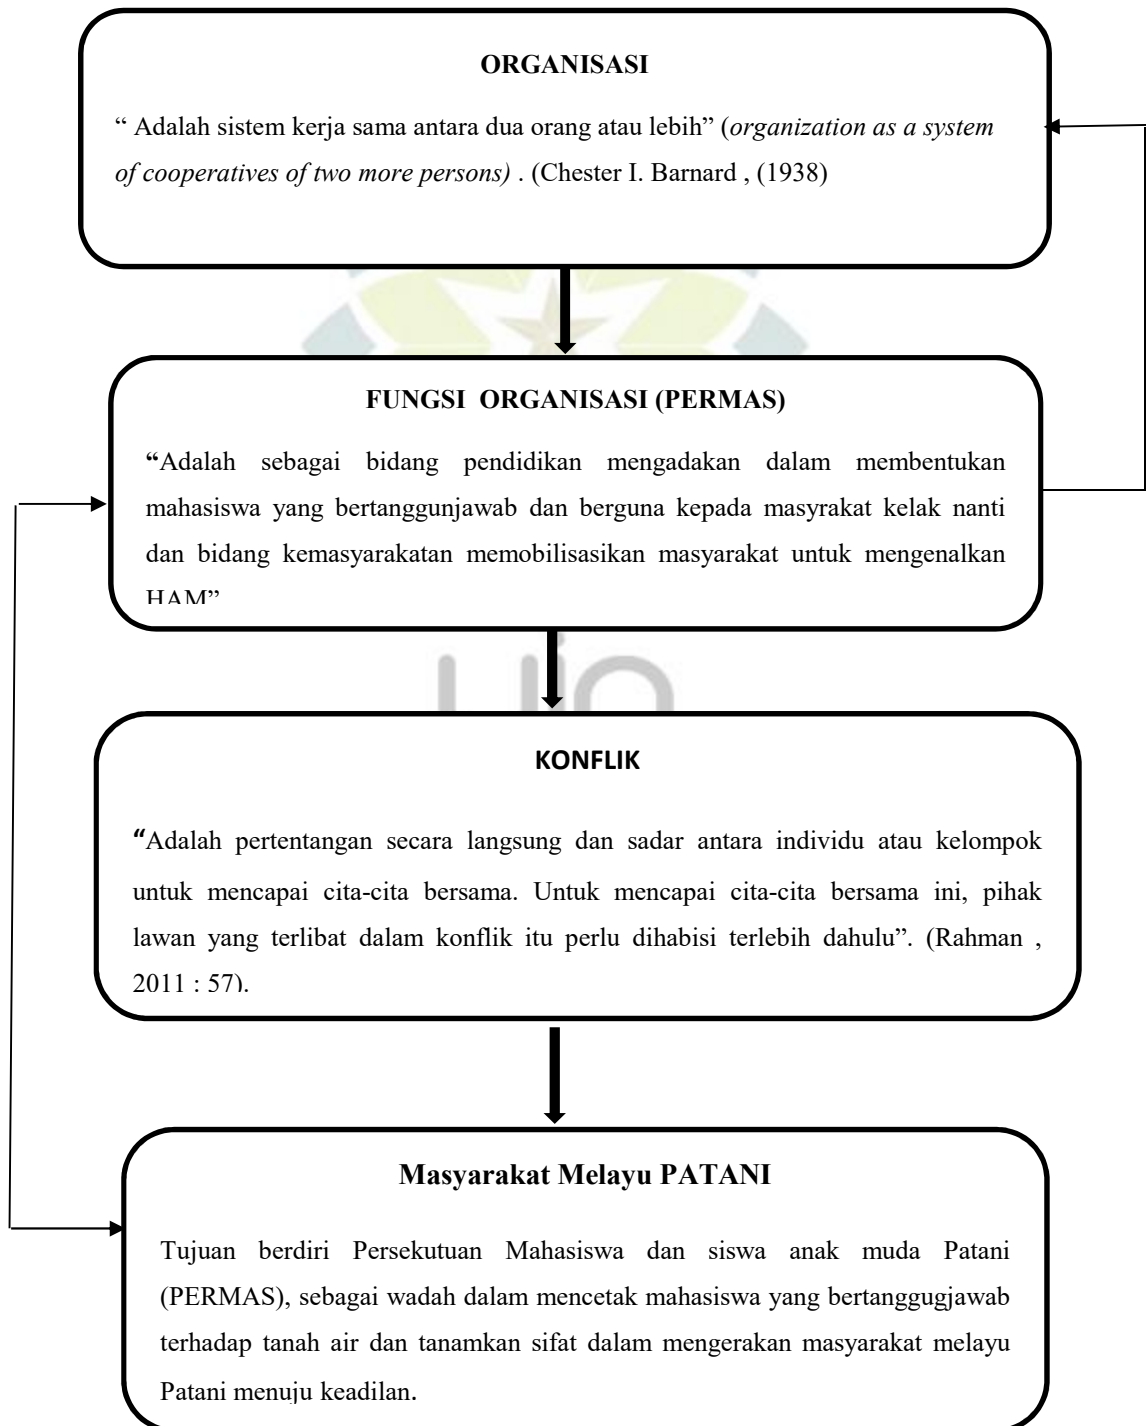 ORGANISASI
“ Adalah sistem kerja sama antara dua orang atau lebih” (organization as a system
of cooperatives of two more persons) . (Chester I. Barnard , (1938)
FUNGSI ORGANISASI (PERMAS)
“Adalah sebagai bidang pendidikan mengadakan dalam membentukan
mahasiswa yang bertanggunjawab dan berguna kepada masyrakat kelak nanti
dan bidang kemasyarakatan memobilisasikan masyarakat untuk mengenalkan
HAM”
uin
KONFLIK
“Adalah pertentangan secara langsung dan sadar antara individu atau kelompok
untuk mencapai cita-cita bersama. Untuk mencapai cita-cita bersama ini, pihak
lawan yang terlibat dalam konflik itu perlu dihabisi terlebih dahulu”. (Rahman ,
2011 : 57).
Masyarakat Melayu PATANI
Tujuan berdiri Persekutuan Mahasiswa dan siswa anak muda Patani
(PERMAS), sebagai wadah dalam mencetak mahasiswa yang bertanggugjawab
terhadap tanah air dan tanamkan sifat dalam mengerakan masyarakat melayu
Patani menuju keadilan.